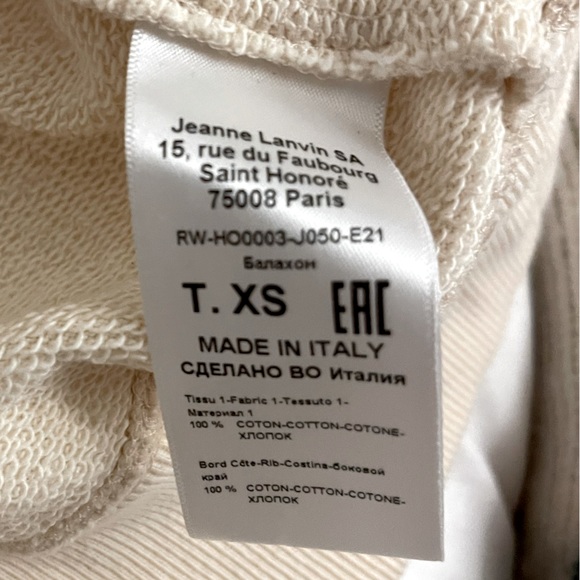 Jeanne Lanvin SA
15, rue du Faubourg
Saint Honoré
75008 Paris
RW-HO0003-J050-E21
Балахон
T. XS EAC
MADE IN ITALY
СДЕЛАНО ВО Италия
Tissu 1-Fabric 1-Tessuto 1-
Материал 1
100 % COTON-COTTON-COTONE-
ХЛОПОК
Bord Côte-Rib-Costina-боковой
край
100 % COTON-COTTON-COTONE-
ХЛОПОК